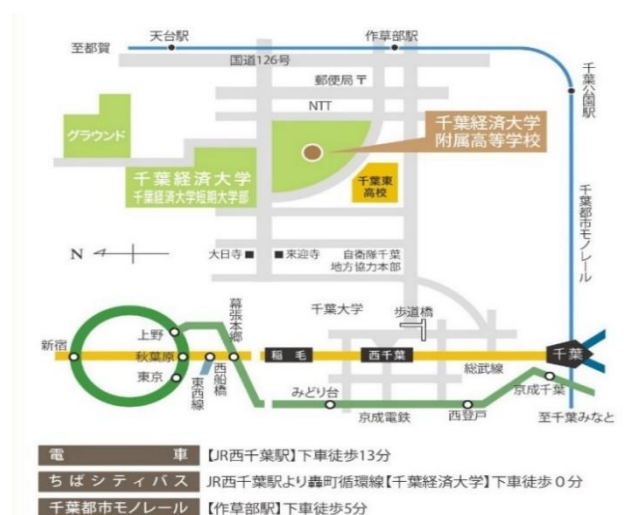 天台駅
作草部駅
至都賀
国道126号
千葉公園駅
郵便局〒
NTT
グラウンド
千葉経済大学
附属高等学校
千葉経済大学
千葉経済大学短期大学部
千葉東
高校
千葉都市モノレール
N
大日寺■
■来迎寺
自衛隊千葉
地方協力本部
千葉大学
歩道橋
幕張本郷
上野
新宿
秋葉原
稲毛
西千葉
千葉
東京
東西線
西船橋
総武線
みどり台
京成千葉
京成電鉄
西登戸
至千葉みなと
電車 【JR西千葉駅】下車徒歩13分
ちばシティバス JR西千葉駅より轟町循環線【千葉経済大学】下車徒歩０分
千葉都市モノレール 【作草部駅】下車徒歩5分